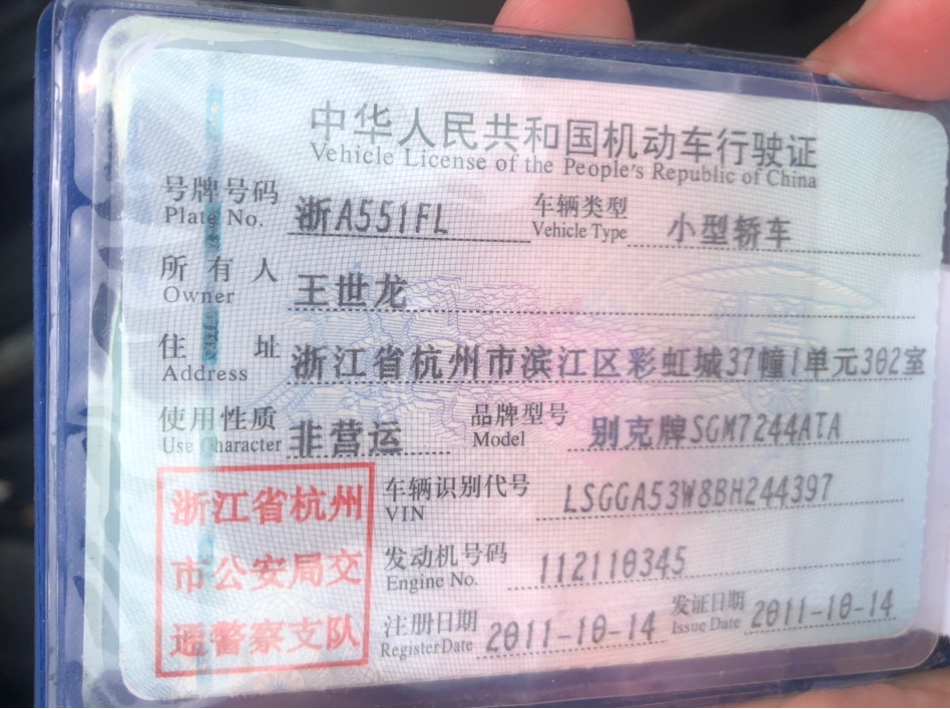 中华人民共和国机动车行驶证
Vehicle License of the People's Republic of China
号牌号码 浙A551FL 车辆类型 小型轿车
Plate No. Vehicle Type
所有人 王世龙
Owner
住址 浙江省杭州市滨江区彩虹城37幢1单元302室
Address
使用性质 非营运 品牌型号 别克牌SGM7244ATA
Use Character Model
浙江省杭州
市公安局交
通警察支队
车辆识别代号 LSGGA53W8BH244397
VIN
发动机号码 112110345
Engine No.
注册日期 2011-10-14 发证日期 2011-10-14
Register Date Issue Date